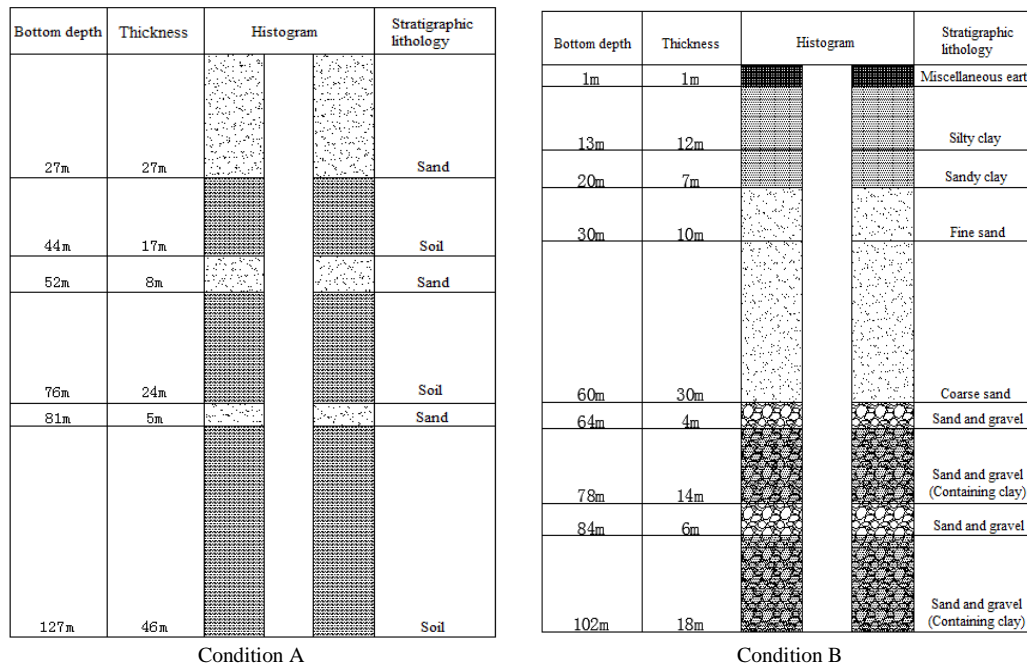 Bottom depth Thickness Histogram Stratigraphic lithology
27m 27m Sand
44m 17m Soil
52m 8m Sand
76m 24m Soil
81m 5m Sand
127m 46m Soil
Condition A
Bottom depth Thickness Histogram Stratigraphic lithology
1m 1m Miscellaneous eart
13m 12m Silty clay
20m 7m Sandy clay
30m 10m Fine sand
60m 30m Coarse sand
64m 4m Sand and gravel
78m 14m Sand and gravel (Containing clay)
84m 6m Sand and gravel
102m 18m Sand and gravel (Containing clay)
Condition B